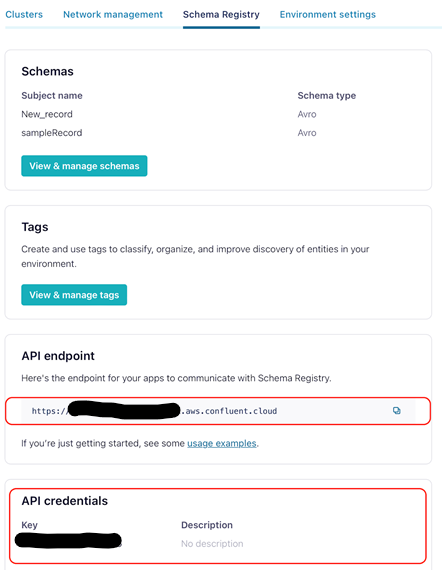 Clusters Network management Schema Registry Environment settings
Schemas
Subject name Schema type
New_record Avro
sampleRecord Avro
View & manage schemas
Tags
Create and use tags to classify, organize, and improve discovery of entities in your
environment.
View & manage tags
API endpoint
Here's the endpoint for your apps to communicate with Schema Registry.
https:/ .aws.confluent.cloud
If you're just getting started, see some usage examples.
API credentials
Key Description
No description